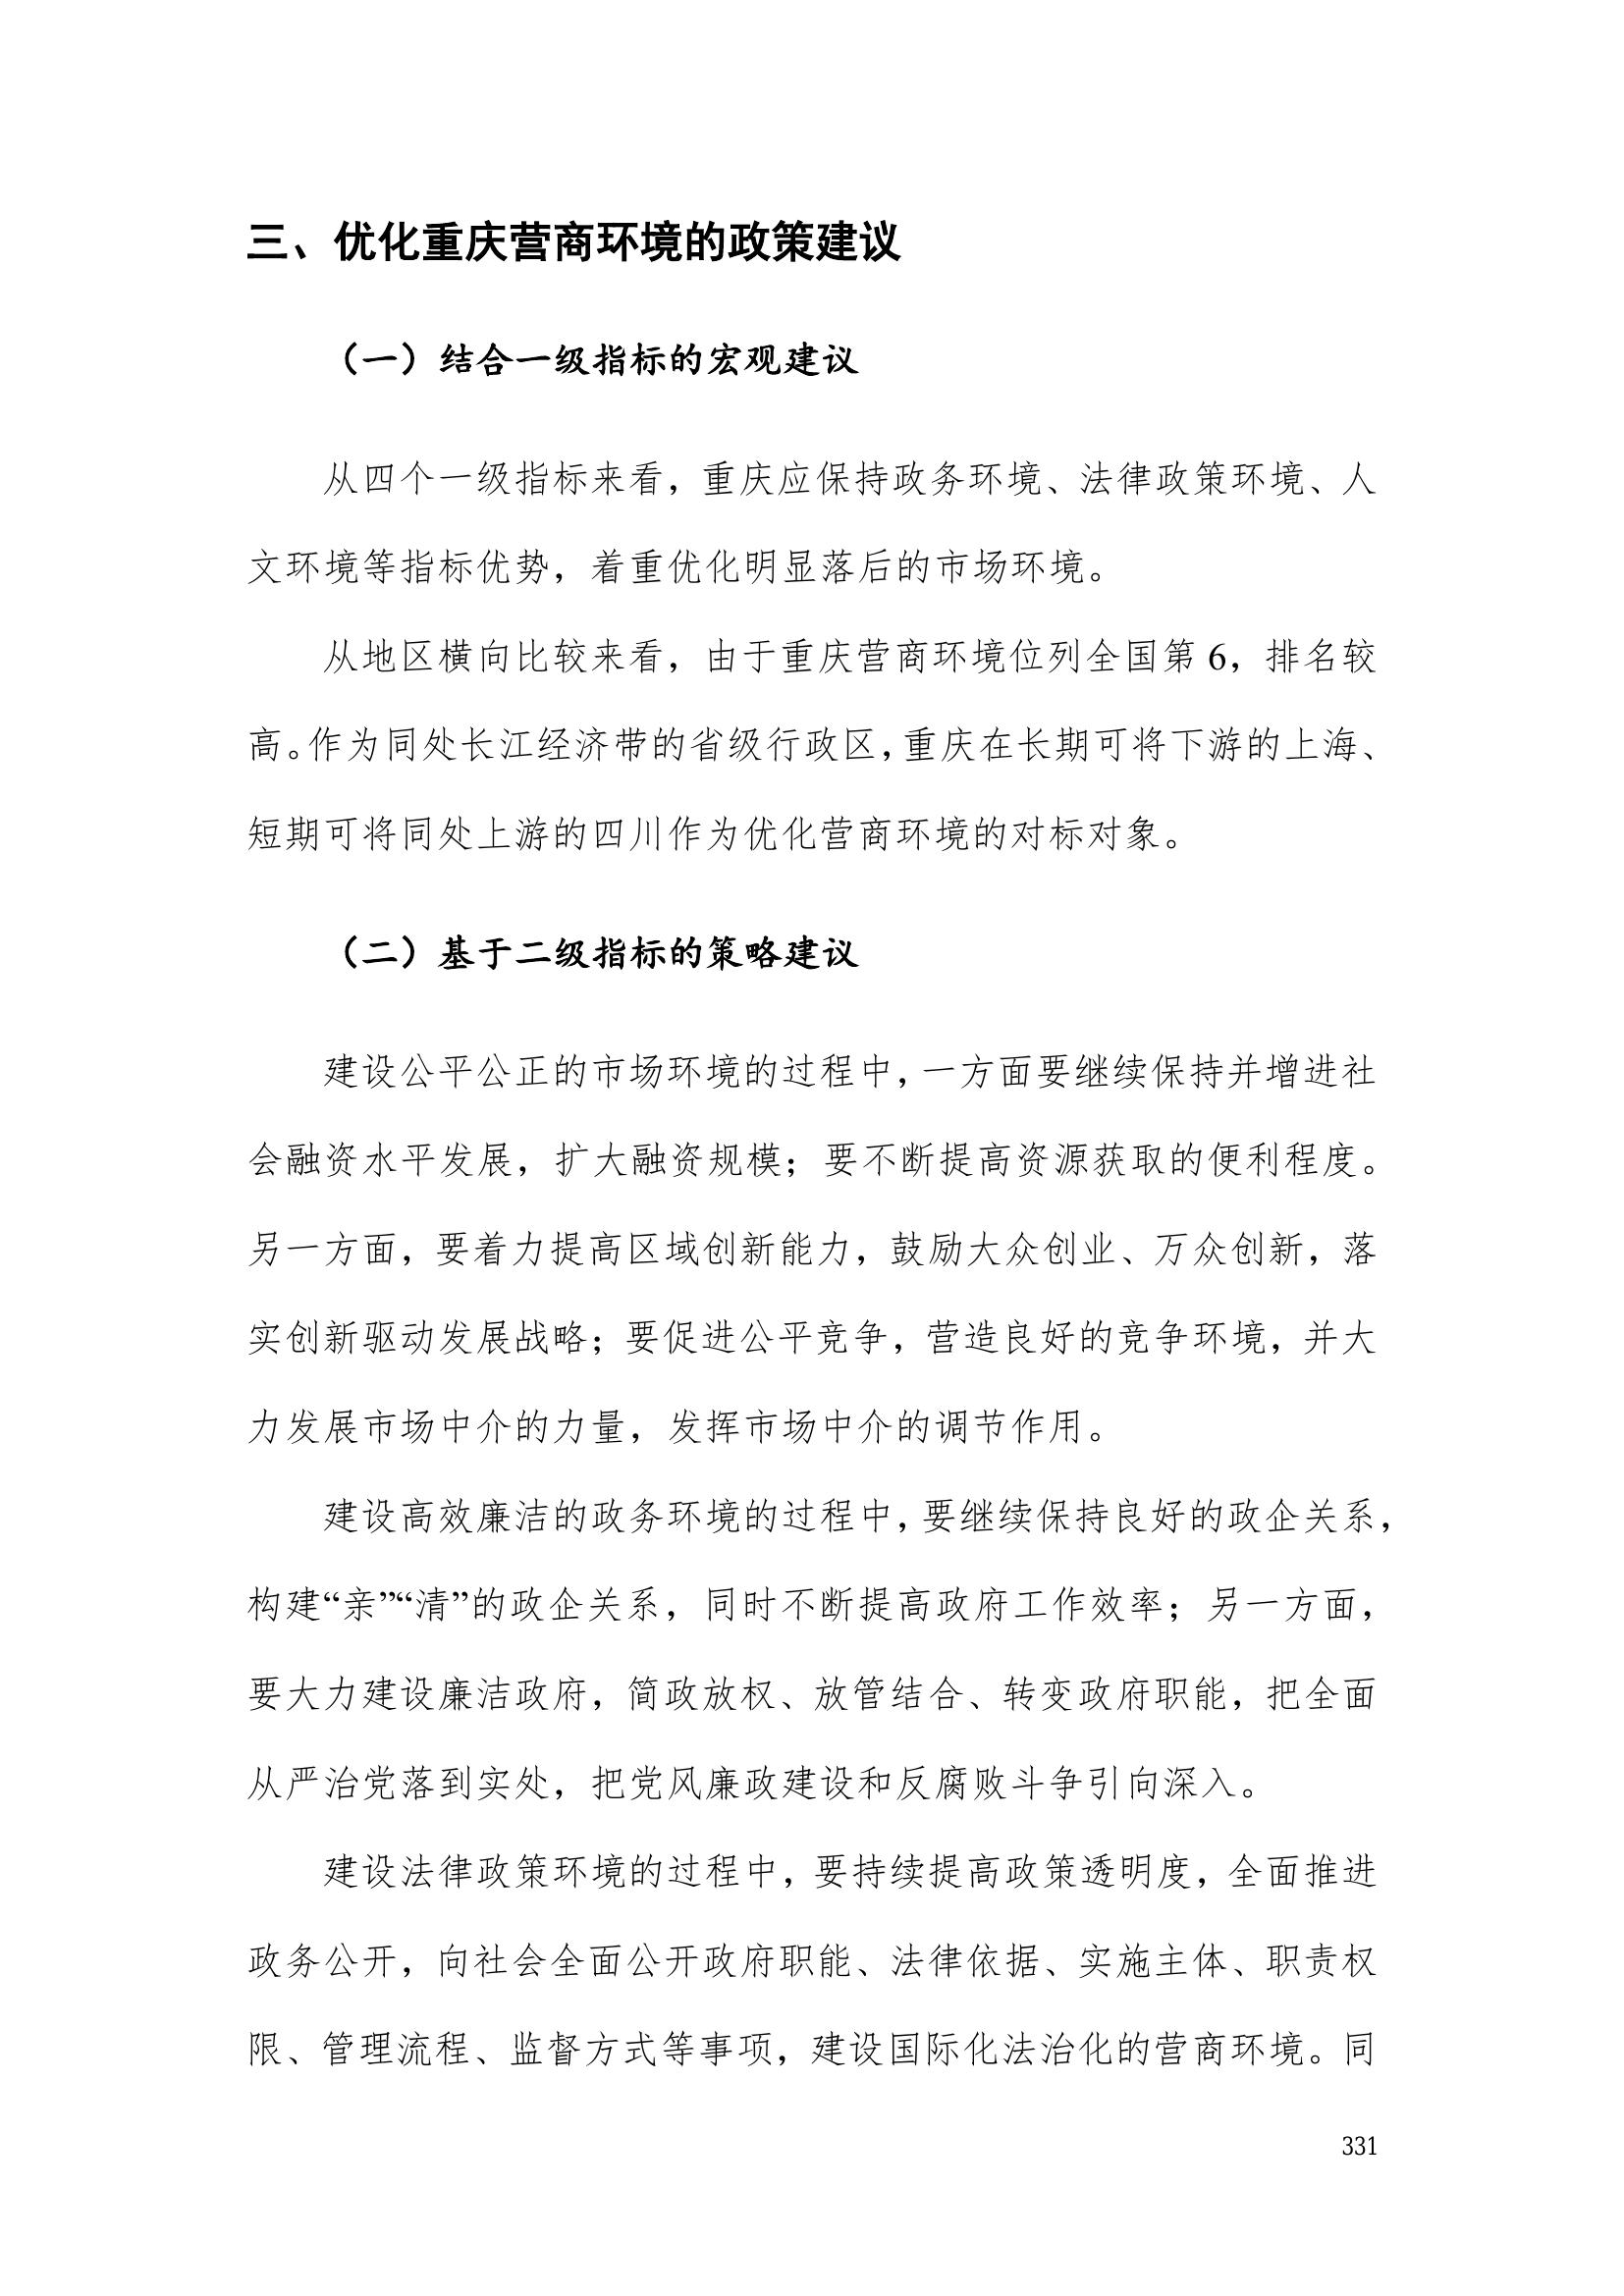 三、优化重庆营商环境的政策建议
（一）结合一级指标的宏观建议
从四个一级指标来看，重庆应保持政务环境、法律政策环境、人
文环境等指标优势，着重优化明显落后的市场环境。
从地区横向比较来看，由于重庆营商环境位列全国第 6，排名较
高。作为同处长江经济带的省级行政区，重庆在长期可将下游的上海、
短期可将同处上游的四川作为优化营商环境的对标对象。
（二）基于二级指标的策略建议
建设公平公正的市场环境的过程中，一方面要继续保持并增进社
会融资水平发展，扩大融资规模；要不断提高资源获取的便利程度。
另一方面，要着力提高区域创新能力，鼓励大众创业、万众创新，落
实创新驱动发展战略；要促进公平竞争，营造良好的竞争环境，并大
力发展市场中介的力量，发挥市场中介的调节作用。
建设高效廉洁的政务环境的过程中，要继续保持良好的政企关系，
构建“亲”“清”的政企关系，同时不断提高政府工作效率；另一方面，
要大力建设廉洁政府，简政放权、放管结合、转变政府职能，把全面
从严治党落到实处，把党风廉政建设和反腐败斗争引向深入。
建设法律政策环境的过程中，要持续提高政策透明度，全面推进
政务公开，向社会全面公开政府职能、法律依据、实施主体、职责权
限、管理流程、监督方式等事项，建设国际化法治化的营商环境。同
331